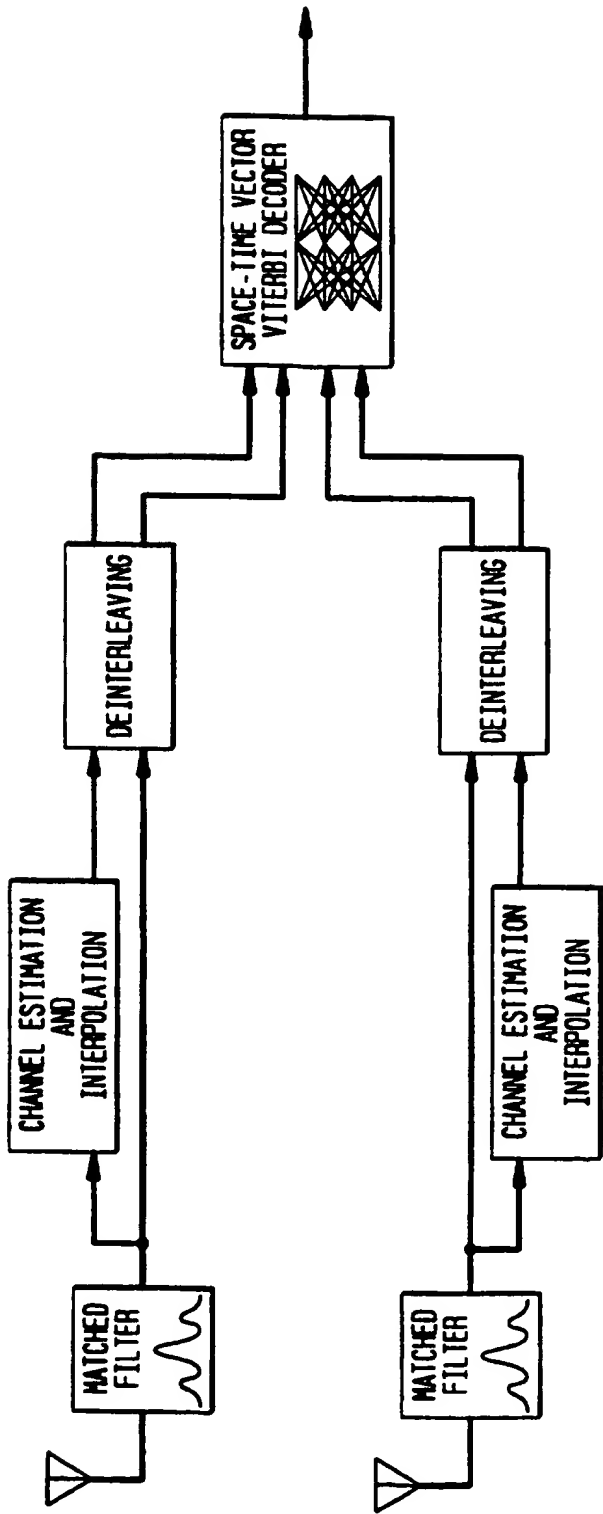 MATCHED
FILTER
CHANNEL ESTIMATION
AND
INTERPOLATION
DEINTERLEAVING
SPACE-TIME VECTOR
VITERBI DECODER
MATCHED
FILTER
CHANNEL ESTIMATION
AND
INTERPOLATION
DEINTERLEAVING